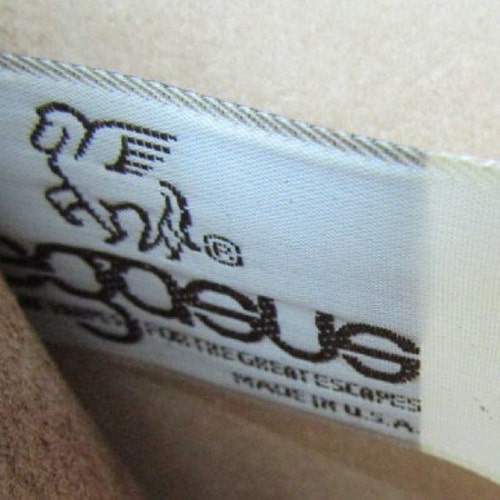 ®
egasus
FOR THE GREAT ESCAPES
MADE IN U.S.A.